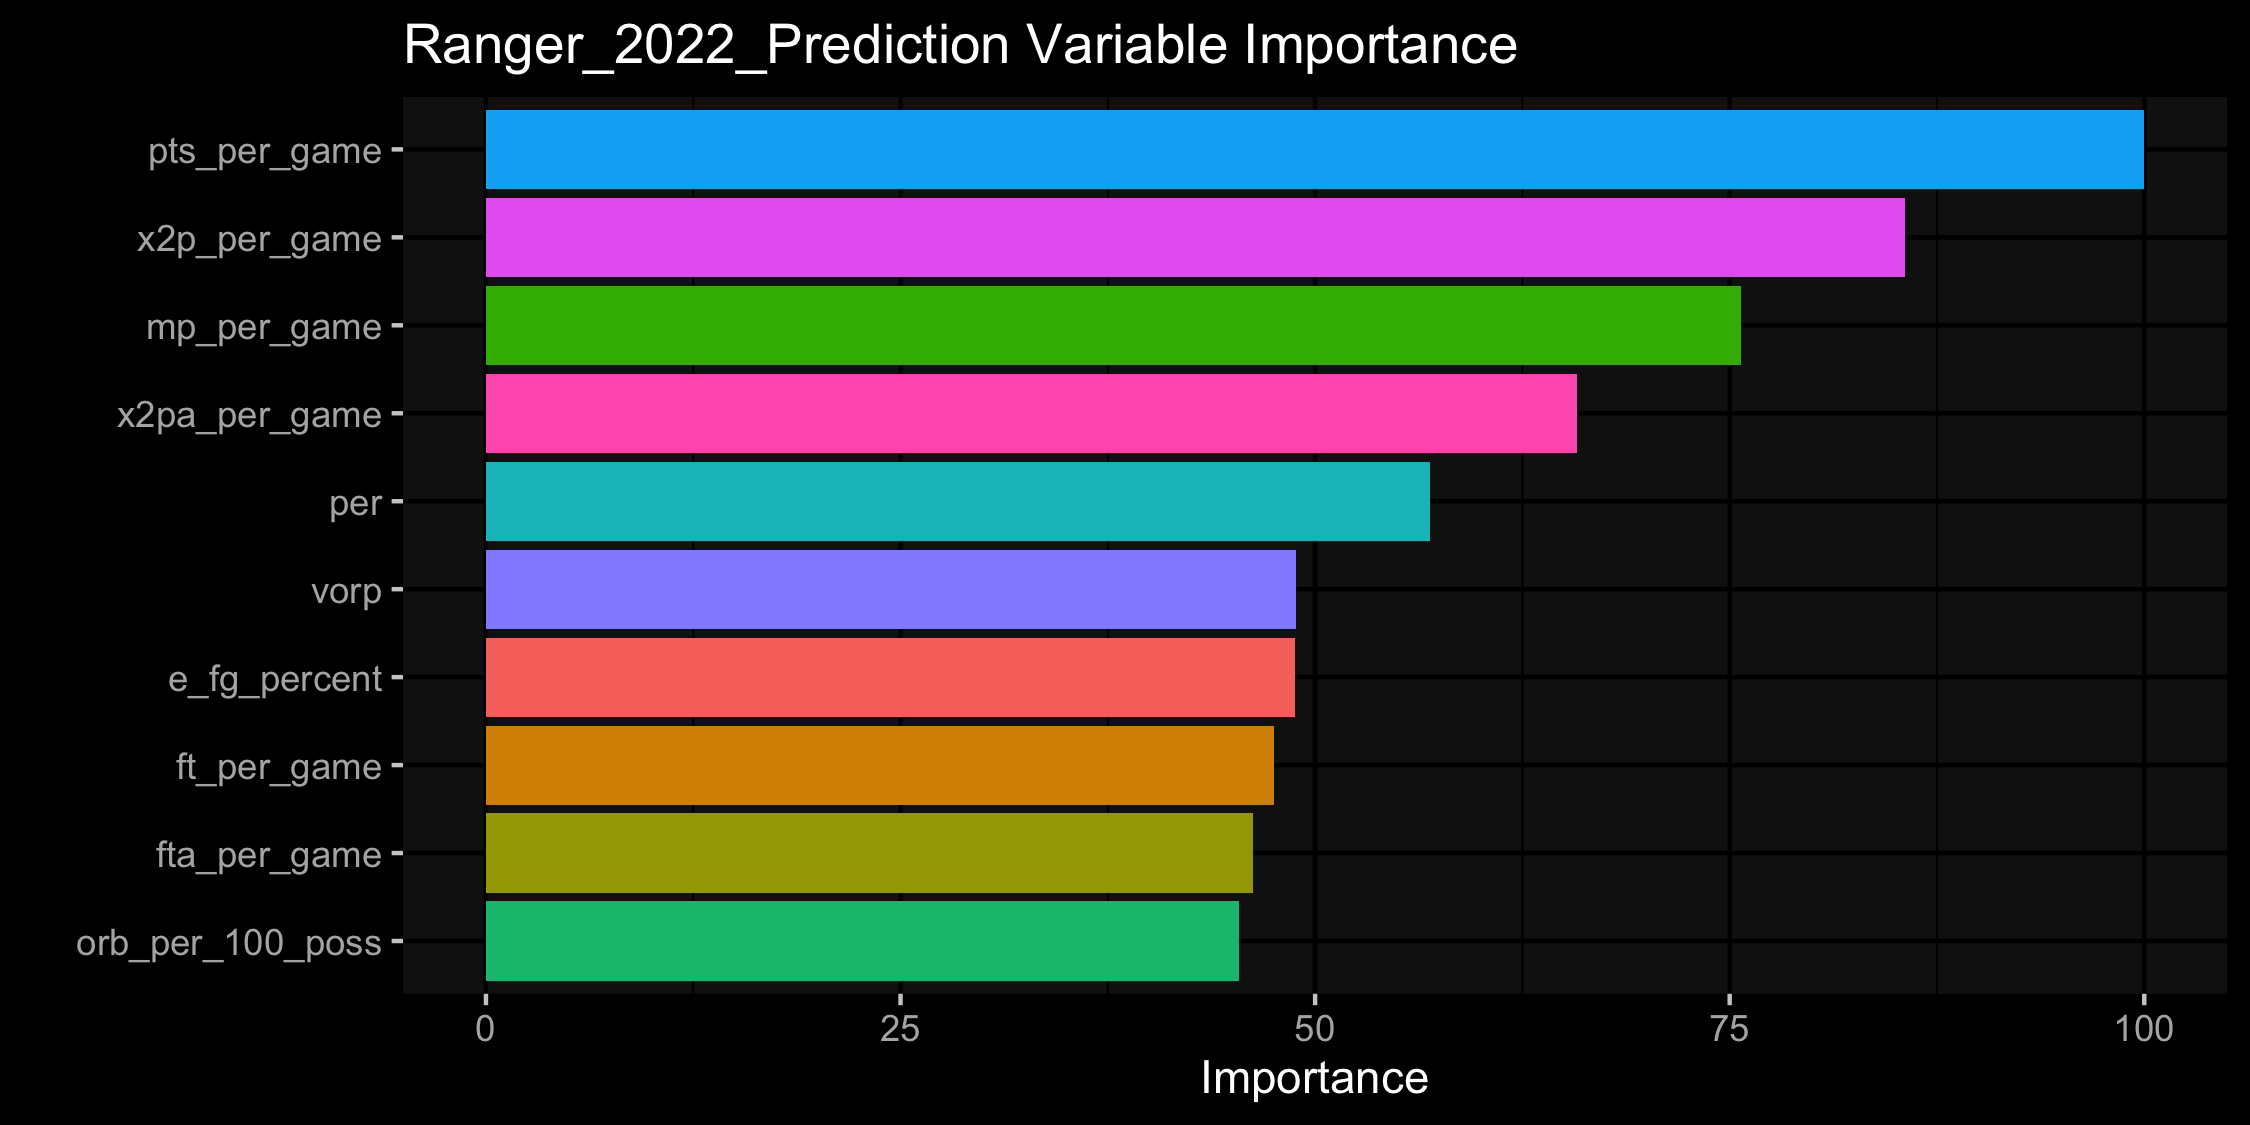 Ranger_2022_Prediction Variable Importance
pts_per_game
x2p_per_game
mp_per_game
x2pa_per_game
per
vorp
e_fg_percent
ft_per_game
fta_per_game
orb_per_100_poss
0 25 50 75 100
Importance